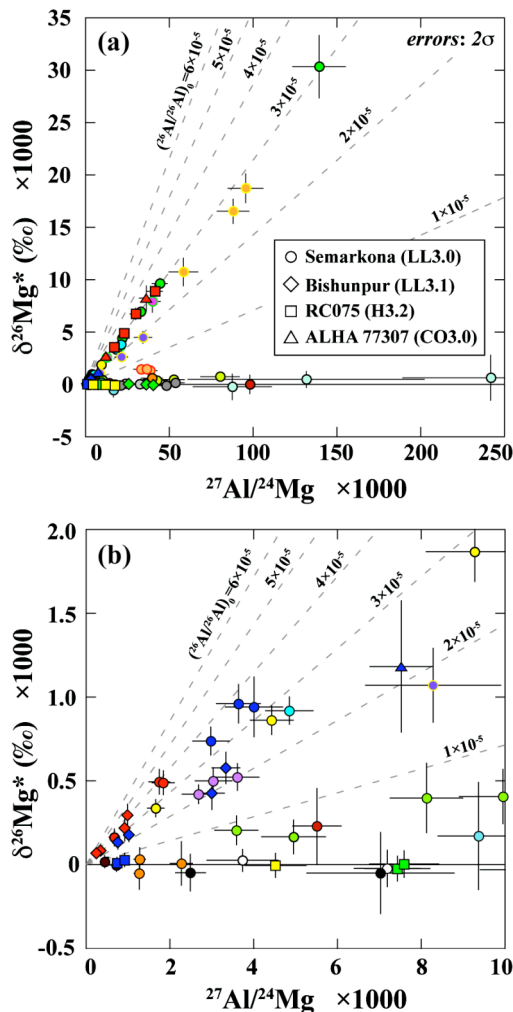 (a)
errors: 2σ
(²⁶Al/²⁶Al)₀=6×10⁻⁵
5×10⁻⁵
4×10⁻⁵
3×10⁻⁵
2×10⁻⁵
1×10⁻⁵
Semarkona (LL3.0)
Bishunpur (LL3.1)
RC075 (H3.2)
ALHA 77307 (CO3.0)
δ²⁶Mg* (‰) ×1000
35
30
25
20
15
10
5
0
-5
0
50
100
150
200
250
²⁷Al/²⁴Mg ×1000
(b)
(²⁶Al/²⁶Al)₀=6×10⁻⁵
5×10⁻⁵
4×10⁻⁵
3×10⁻⁵
2×10⁻⁵
1×10⁻⁵
δ²⁶Mg* (‰) ×1000
2.0
1.5
1.0
0.5
0
-0.5
0
2
4
6
8
10
²⁷Al/²⁴Mg ×1000